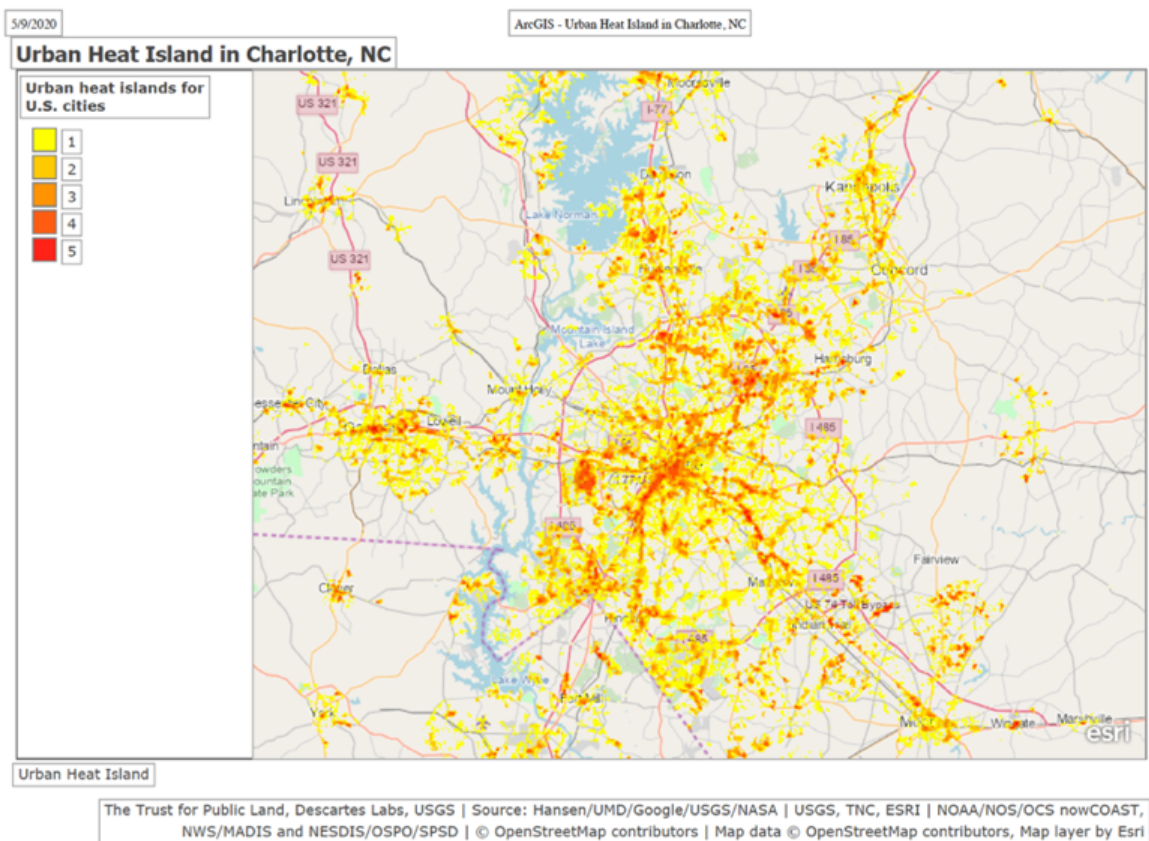 5/9/2020
ArcGIS - Urban Heat Island in Charlotte, NC
Urban Heat Island in Charlotte, NC
Urban heat islands for
U.S. cities
1
2
3
4
5
US 321
I-77
Mooresville
US 321
Davidson
Kannapolis
Lake Norman
US 321
I 85
Concord
Mountain Island
Lake
Harrisburg
Dallas
Mount Holly
Lowell
I 485
I 485
Fairview
Clover
I 485
US 74 Toll Bypass
Indian Trail
Lake Wylie
Fort Mill
York
Wingate
Marshville
esri
Urban Heat Island
The Trust for Public Land, Descartes Labs, USGS | Source: Hansen/UMD/Google/USGS/NASA | USGS, TNC, ESRI | NOAA/NOS/OCS nowCOAST,
NWS/MADIS and NESDIS/OSPO/SPSD | © OpenStreetMap contributors | Map data © OpenStreetMap contributors, Map layer by Esri